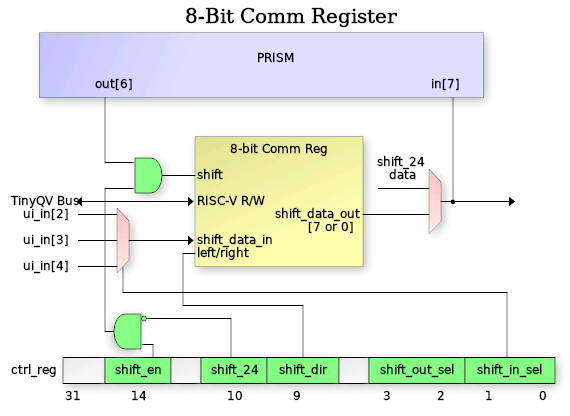 8-Bit Comm Register
PRISM
out[6]
in[7]
8-bit Comm Reg
shift_24
data
shift
TinyQV Bus
RISC-V R/W
ui_in[2]
shift_data_out
[7 or 0]
ui_in[3]
shift_data_in
left/right
ui_in[4]
ctrl_reg
shift_en
shift_24
shift_dir
shift_out_sel
shift_in_sel
31
14
10
9
3
2
1
0